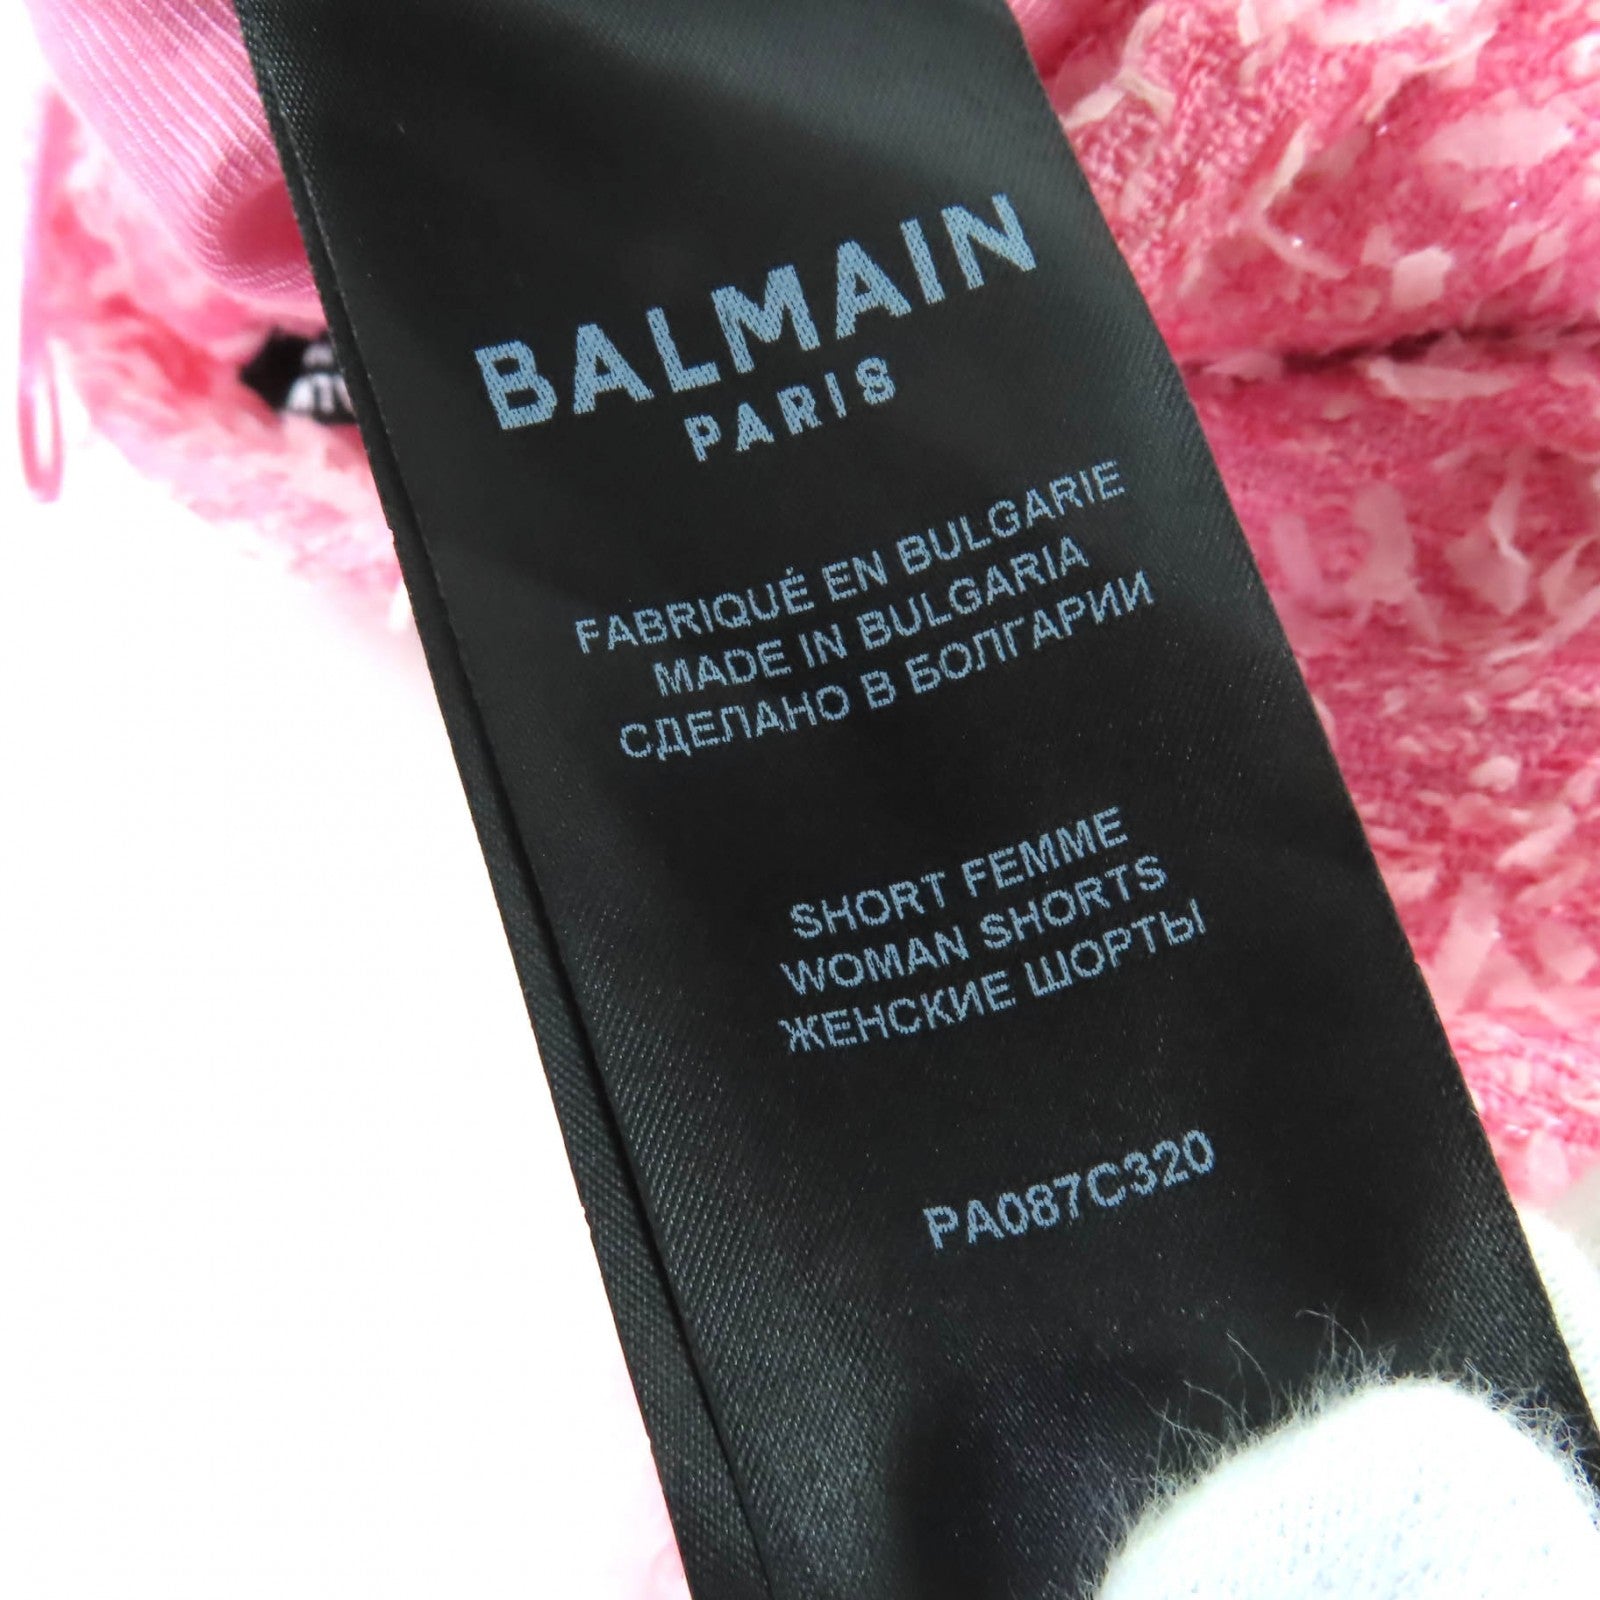 BALMAIN
PARIS
FABRIQUÉ EN BULGARIE
MADE IN BULGARIA
СДЕЛАНО В БОЛГАРИИ
SHORT FEMME
WOMAN SHORTS
ЖЕНСКИЕ ШОРТЫ
PA087C320